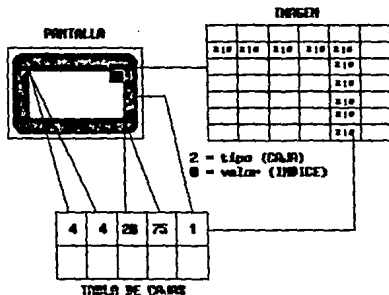 IMAGEN
PANTALLA
2|0 2|0 2|0 2|0 2|0
2|0
2|0
2|0
2|0
2|0
2 = tipo (CAJA)
0 = valor (INDICE)
4 4 75 1
TABLA DE CAJAS